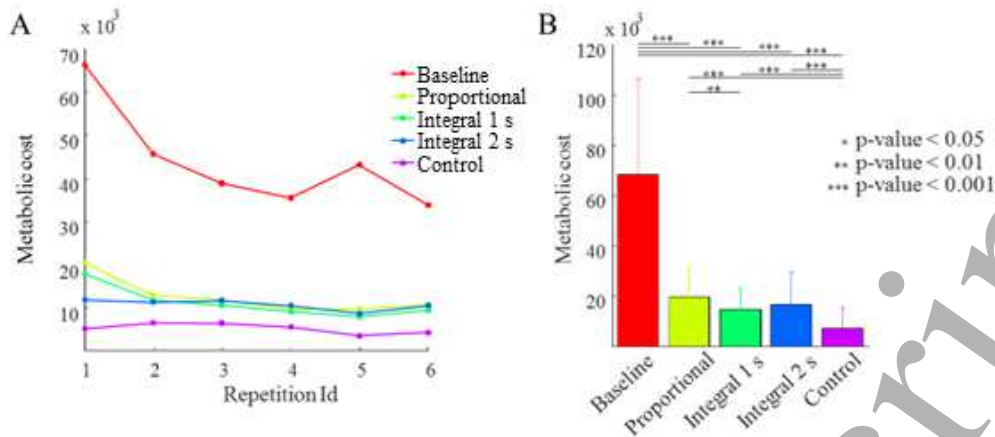 A
x 10³
70
60
50
40
30
20
10
Metabolic cost
1 2 3 4 5 6
Repetition Id
Baseline
Proportional
Integral 1 s
Integral 2 s
Control
B
x 10³
120
100
80
60
40
20
Metabolic cost
***
***
***
***
***
***
***
**
* p-value < 0.05
** p-value < 0.01
*** p-value < 0.001
Baseline
Proportional
Integral 1 s
Integral 2 s
Control